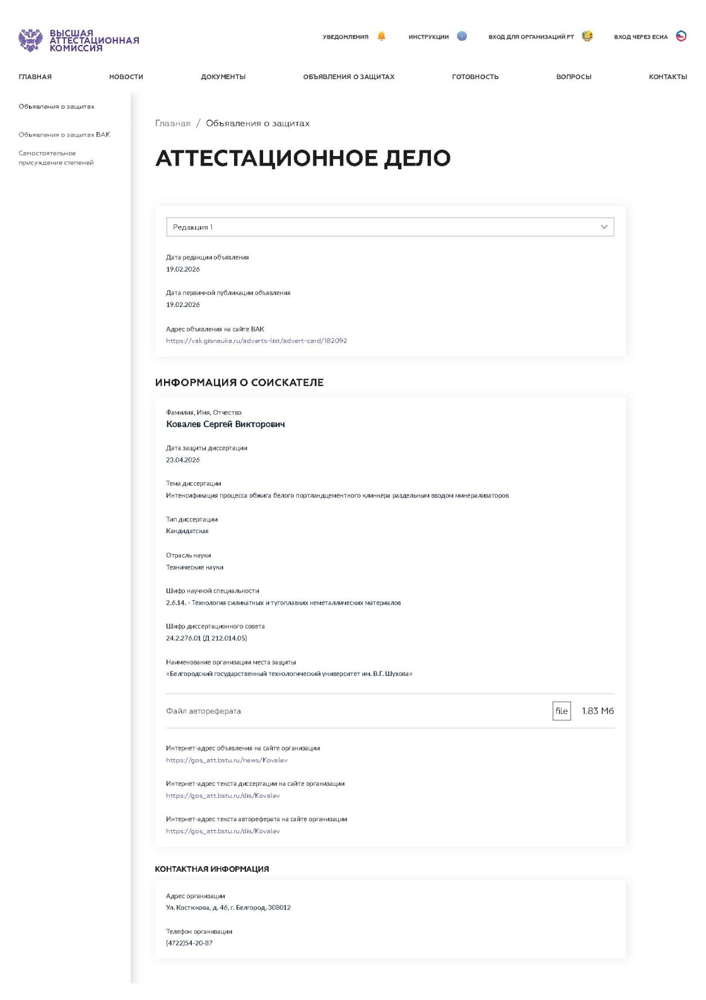 ВЫСШАЯ
АТТЕСТАЦИОННАЯ
КОМИССИЯ
УВЕДОМЛЕНИЯ
ИНСТРУКЦИИ
ВХОД ДЛЯ ОРГАНИЗАЦИЙ РТ
ВХОД ЧЕРЕЗ ЕСИА
ГЛАВНАЯ
НОВОСТИ
ДОКУМЕНТЫ
ОБЪЯВЛЕНИЯ О ЗАЩИТАХ
ГОТОВНОСТЬ
ВОПРОСЫ
КОНТАКТЫ
Объявления о защитах
Объявления о защитах ВАК
Самостоятельное
присуждение степеней
Главная / Объявления о защитах
АТТЕСТАЦИОННОЕ ДЕЛО
Редакция 1
Дата редакции объявления
19.02.2026
Дата первичной публикации объявления
19.02.2026
Адрес объявления на сайте ВАК
https://vak.gisnauka.ru/adverts-list/advert-card/182092
ИНФОРМАЦИЯ О СОИСКАТЕЛЕ
Фамилия, Имя, Отчество
Ковалев Сергей Викторович
Дата защиты диссертации
23.04.2026
Тема диссертации
Интенсификация процесса обжига белого портландцементного клинкера раздельным вводом минерализаторов
Тип диссертации
Кандидатская
Отрасль науки
Технические науки
Шифр научной специальности
2.6.14. - Технология силикатных и тугоплавких неметаллических материалов
Шифр диссертационного совета
24.2.276.01 (Д 212.014.05)
Наименование организации места защиты
«Белгородский государственный технологический университет им. В.Г. Шухова»
Файл автореферата
file
1.83 Мб
Интернет-адрес объявления на сайте организации
https://gos_att.bstu.ru/news/Kovalev
Интернет-адрес текста диссертации на сайте организации
https://gos_att.bstu.ru/dis/Kovalev
Интернет-адрес текста автореферата на сайте организации
https://gos_att.bstu.ru/dis/Kovalev
КОНТАКТНАЯ ИНФОРМАЦИЯ
Адрес организации
Ул. Костюкова, д. 46, г. Белгород, 308012
Телефон организации
(4722)54-20-87